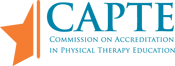 CAPTE
Commission on Accreditation
in Physical Therapy Education